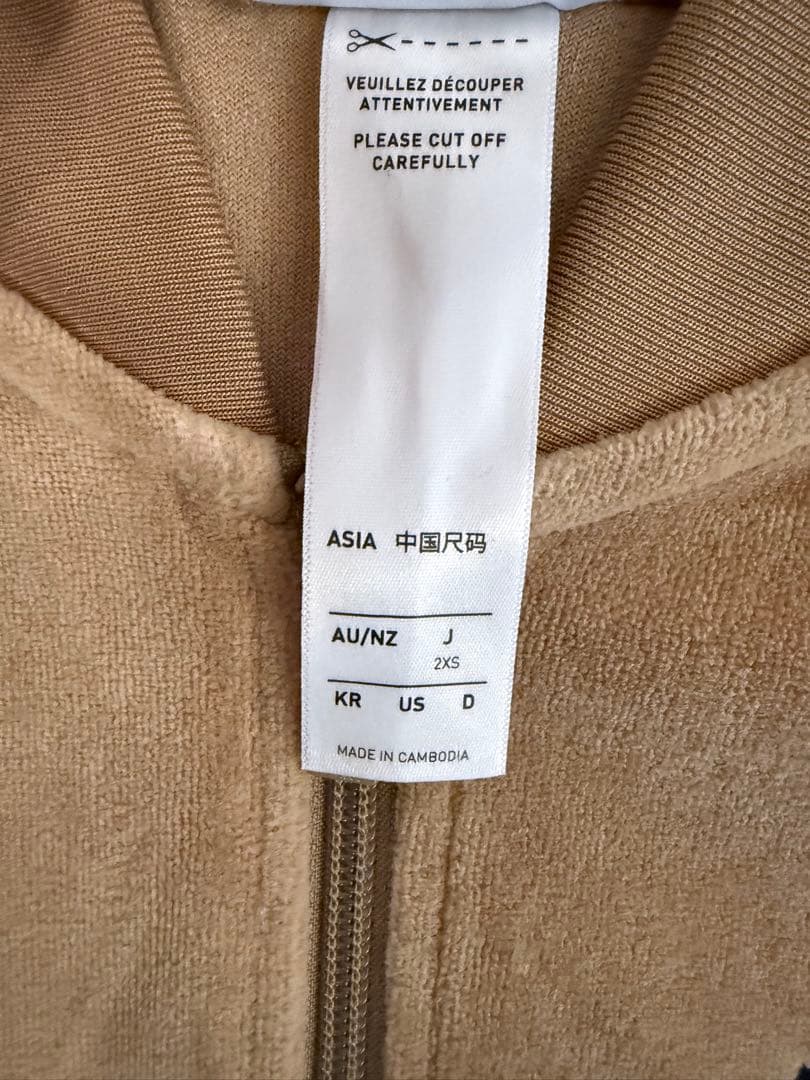 VEUILLEZ DÉCOUPER
ATTENTIVEMENT
PLEASE CUT OFF
CAREFULLY
ASIA 中国尺码
AU/NZ J
2XS
KR US D
MADE IN CAMBODIA